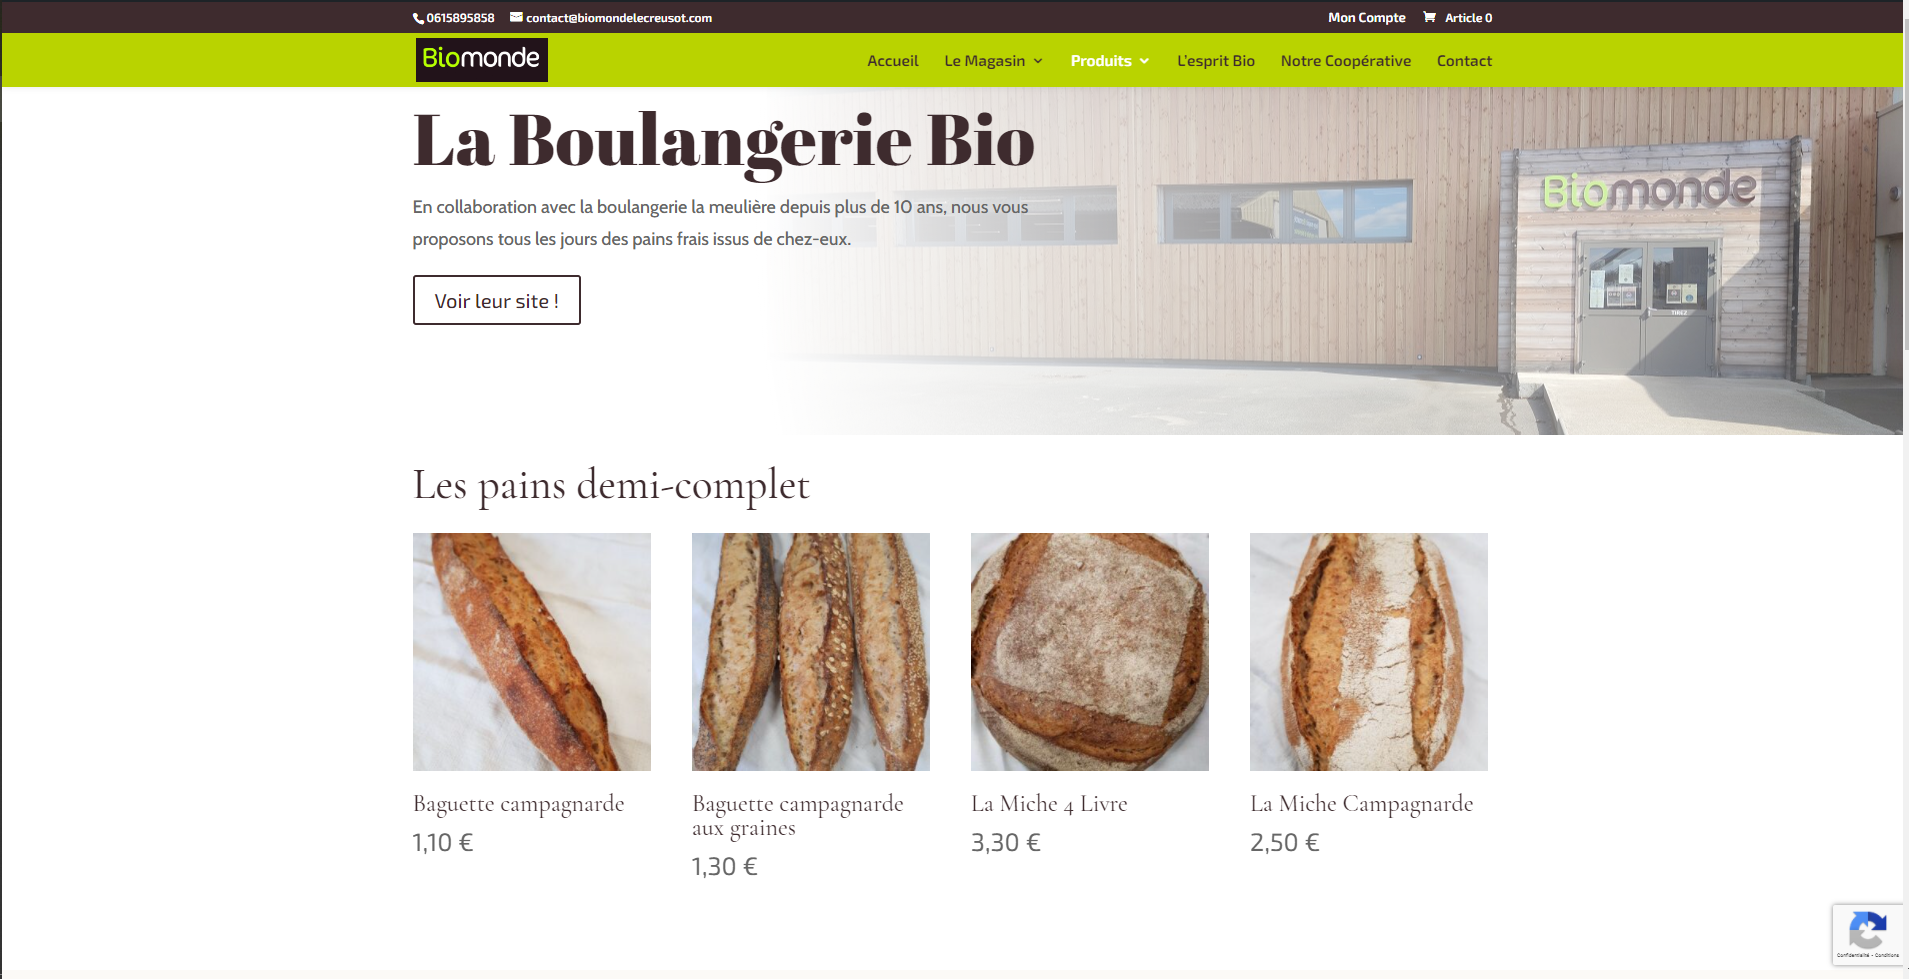 0615895858 contact@biomondelecreusot.com Mon Compte Article 0
Biomonde Accueil Le Magasin Produits L'esprit Bio Notre Coopérative Contact
La Boulangerie Bio
En collaboration avec la boulangerie la meulière depuis plus de 10 ans, nous vous
proposons tous les jours des pains frais issus de chez-eux.
Voir leur site !
Biomonde
TIREZ
Les pains demi-complet
Baguette campagnarde
1,10 €
Baguette campagnarde
aux graines
1,30 €
La Miche 4 Livre
3,30 €
La Miche Campagnarde
2,50 €
Confidentialité - Conditions